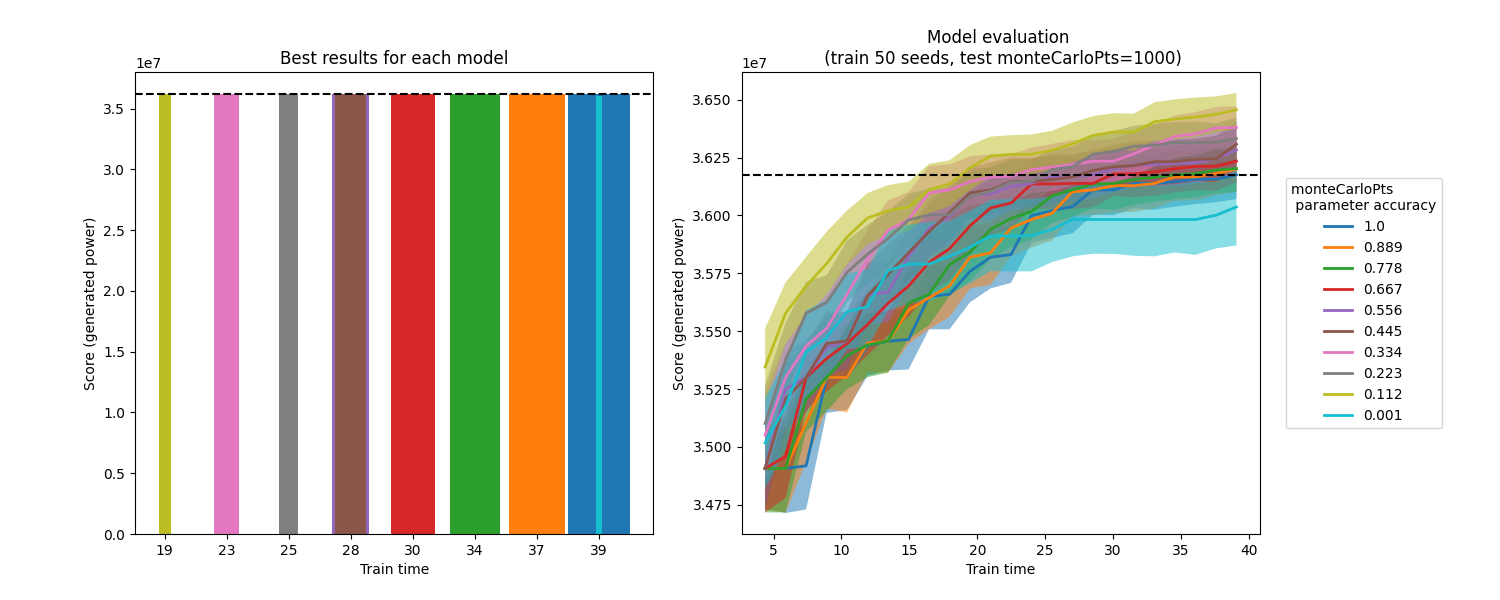 Best results for each model
1e7
Score (generated power)
3.5
3.0
2.5
2.0
1.5
1.0
0.5
0.0
19 23 25 28 30 34 37 39
Train time
Model evaluation
(train 50 seeds, test monteCarloPts=1000)
1e7
Score (generated power)
3.650
3.625
3.600
3.575
3.550
3.525
3.500
3.475
5 10 15 20 25 30 35 40
Train time
monteCarloPts
parameter accuracy
1.0
0.889
0.778
0.667
0.556
0.445
0.334
0.223
0.112
0.001